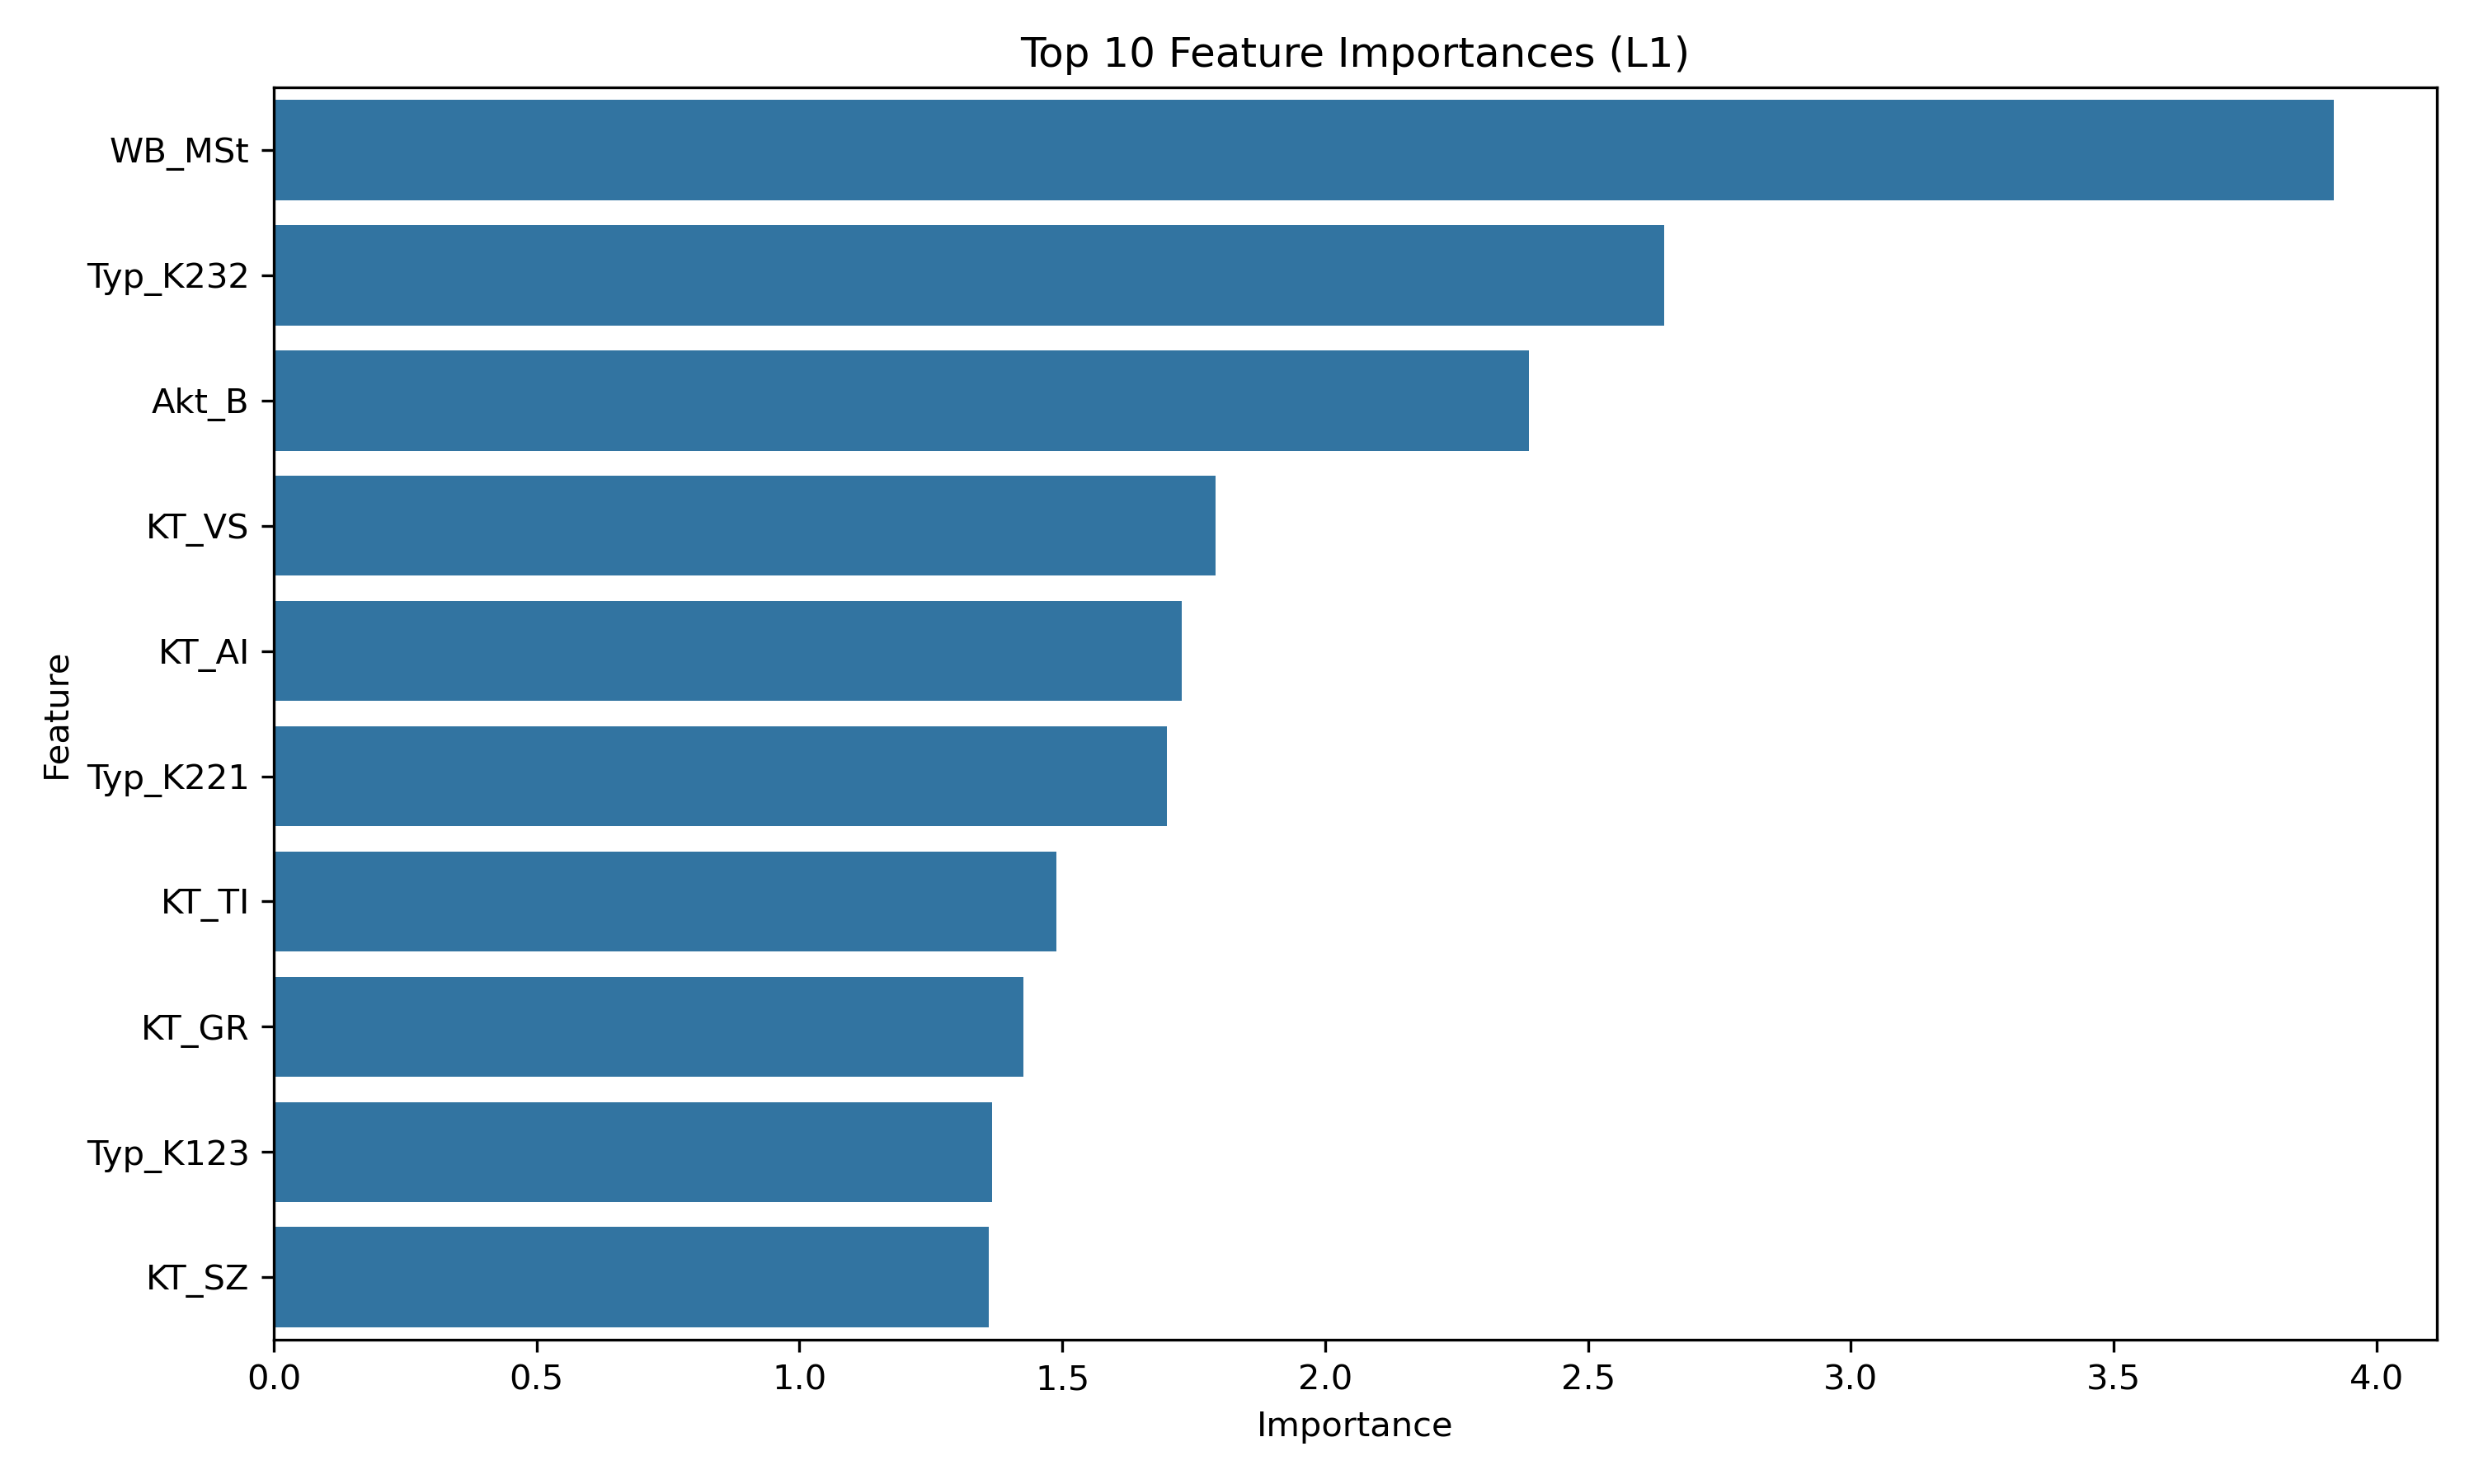 Top 10 Feature Importances (L1)
WB_MSt
Typ_K232
Akt_B
KT_VS
KT_AI
Typ_K221
KT_TI
KT_GR
Typ_K123
KT_SZ
Feature
0.0 0.5 1.0 1.5 2.0 2.5 3.0 3.5 4.0
Importance